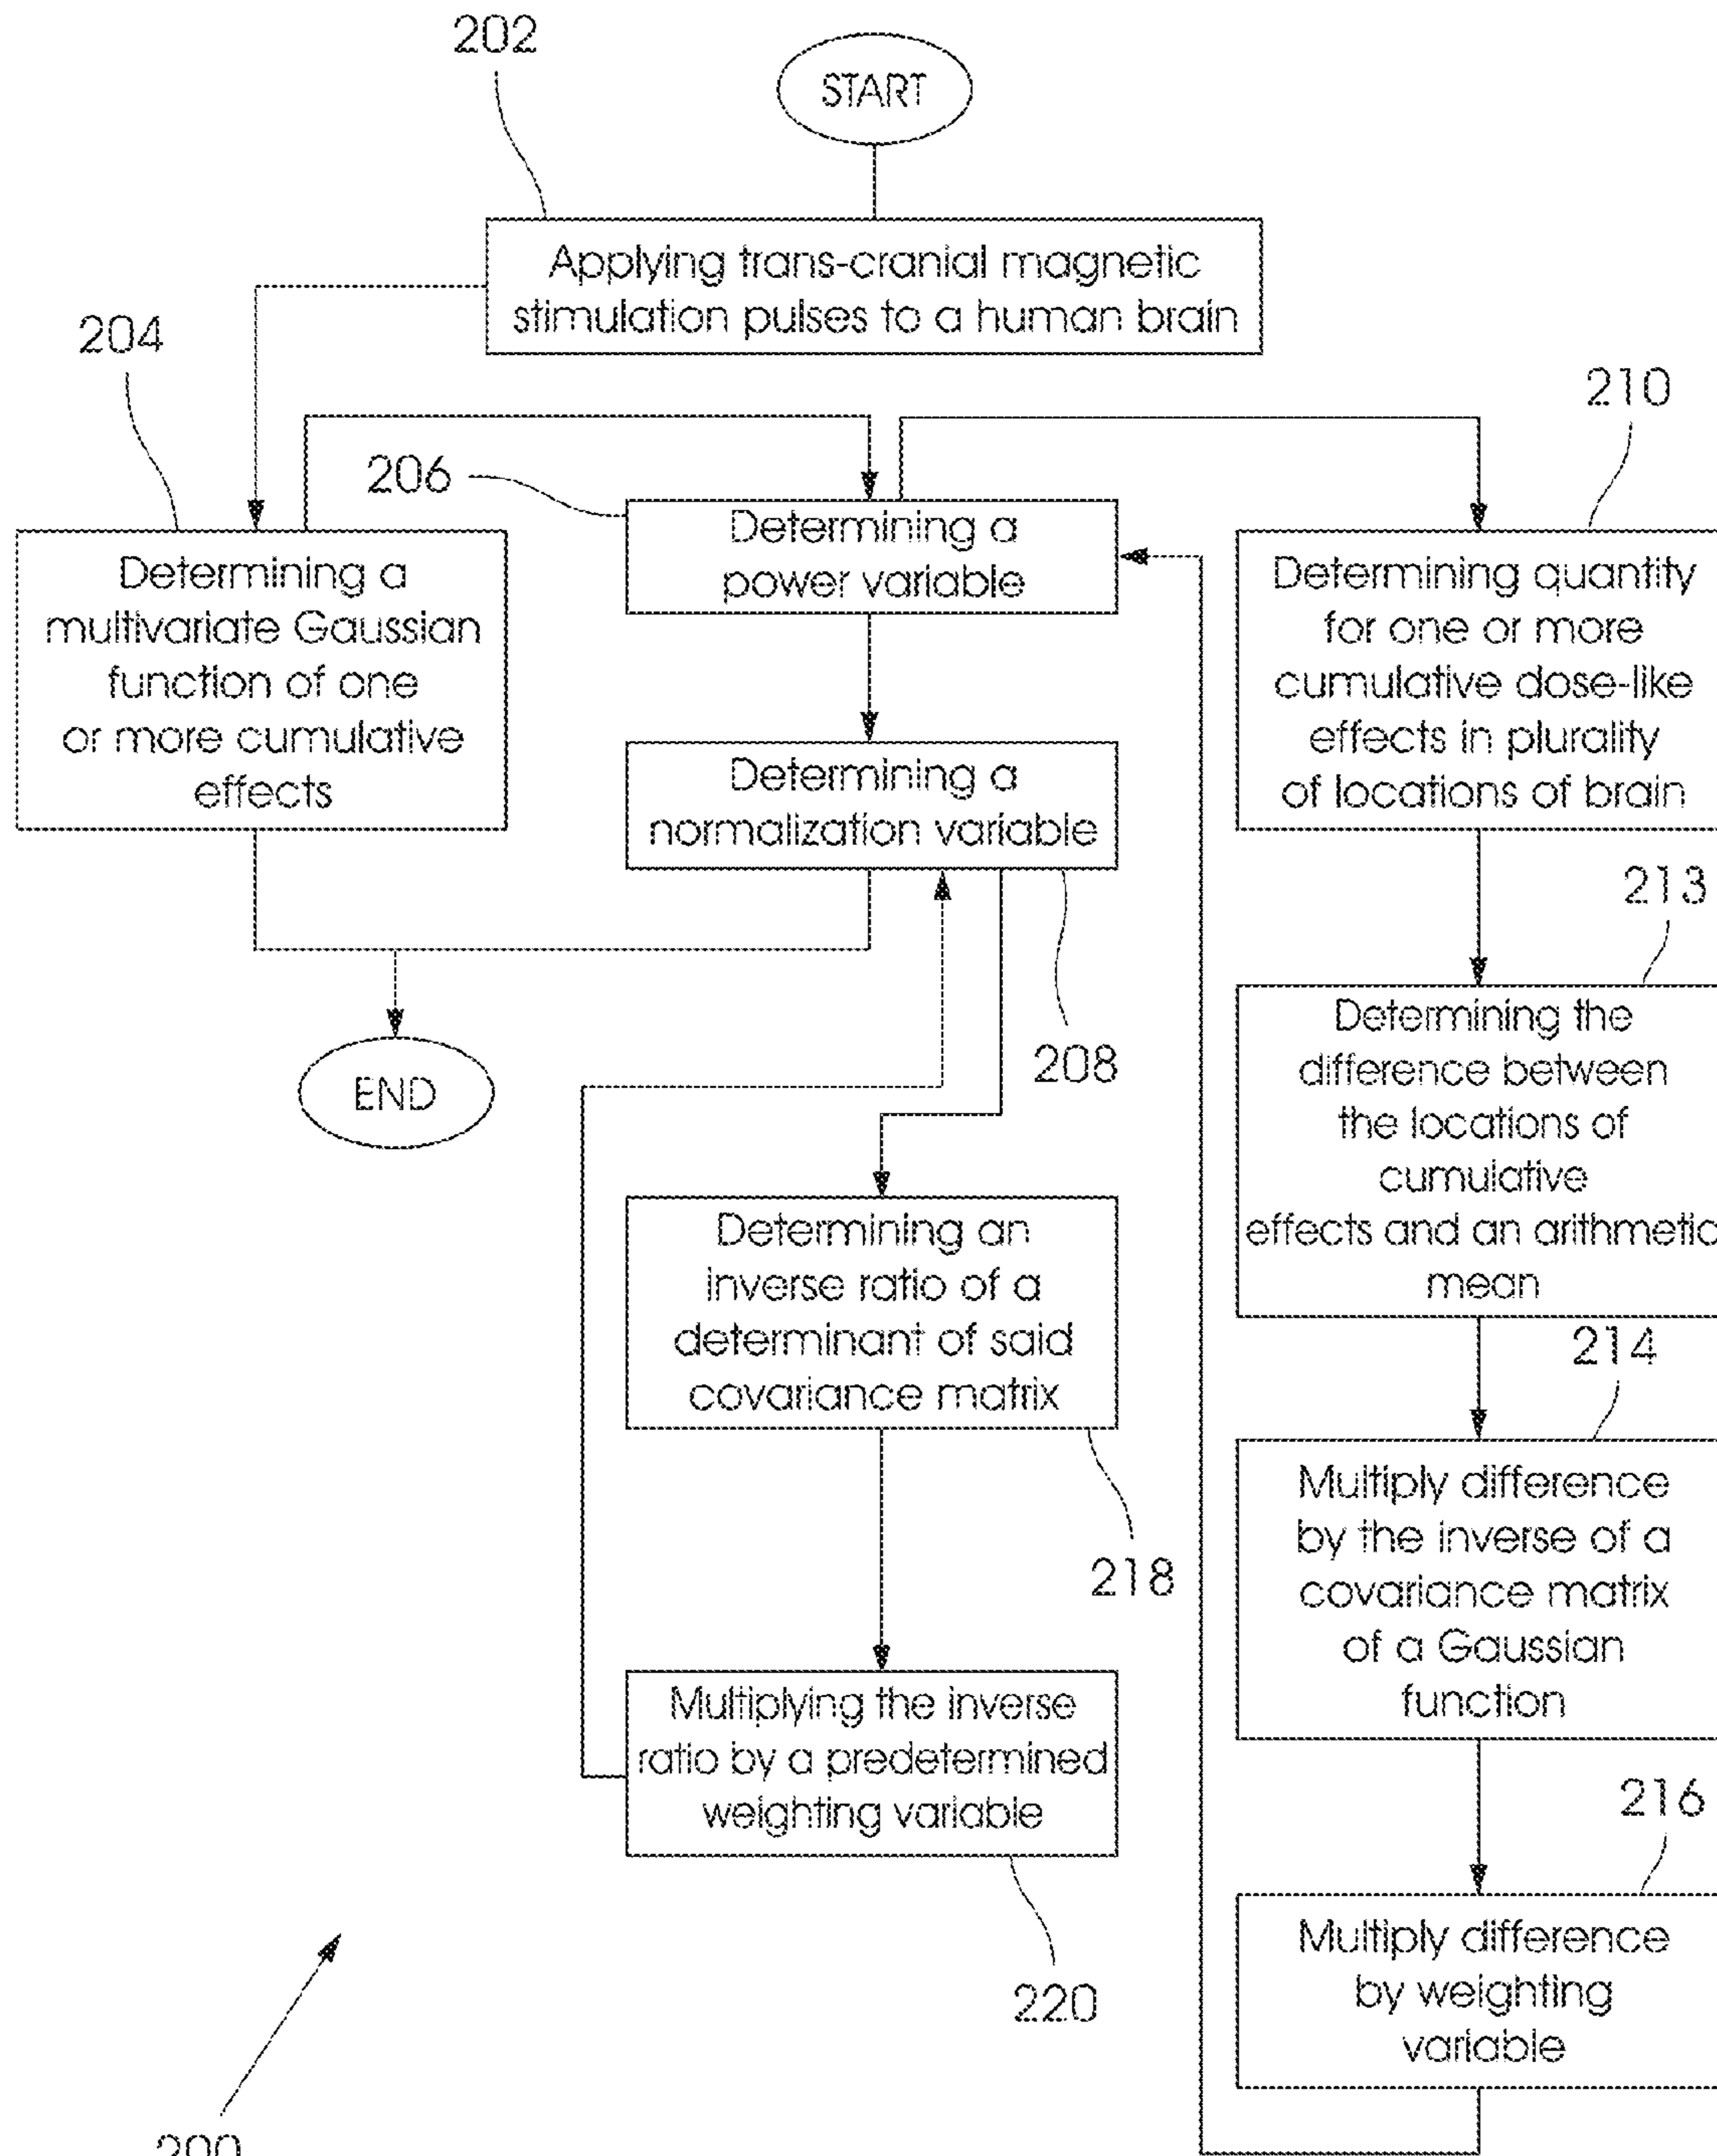 202
START
Applying trans-cranial magnetic
stimulation pulses to a human brain
204
210
206
Determining a
multivariate Gaussian
function of one
or more cumulative
effects
Determining a
power variable
Determining quantity
for one or more
cumulative dose-like
effects in plurality
of locations of brain
Determining a
normalization variable
208
213
END
Determining the
difference between
the locations of
cumulative
effects and an arithmetic
mean
Determining an
inverse ratio of a
determinant of said
covariance matrix
218
214
Multiply difference
by the inverse of a
covariance matrix
of a Gaussian
function
Multiplying the inverse
ratio by a predetermined
weighting variable
220
216
Multiply difference
by weighting
variable
200